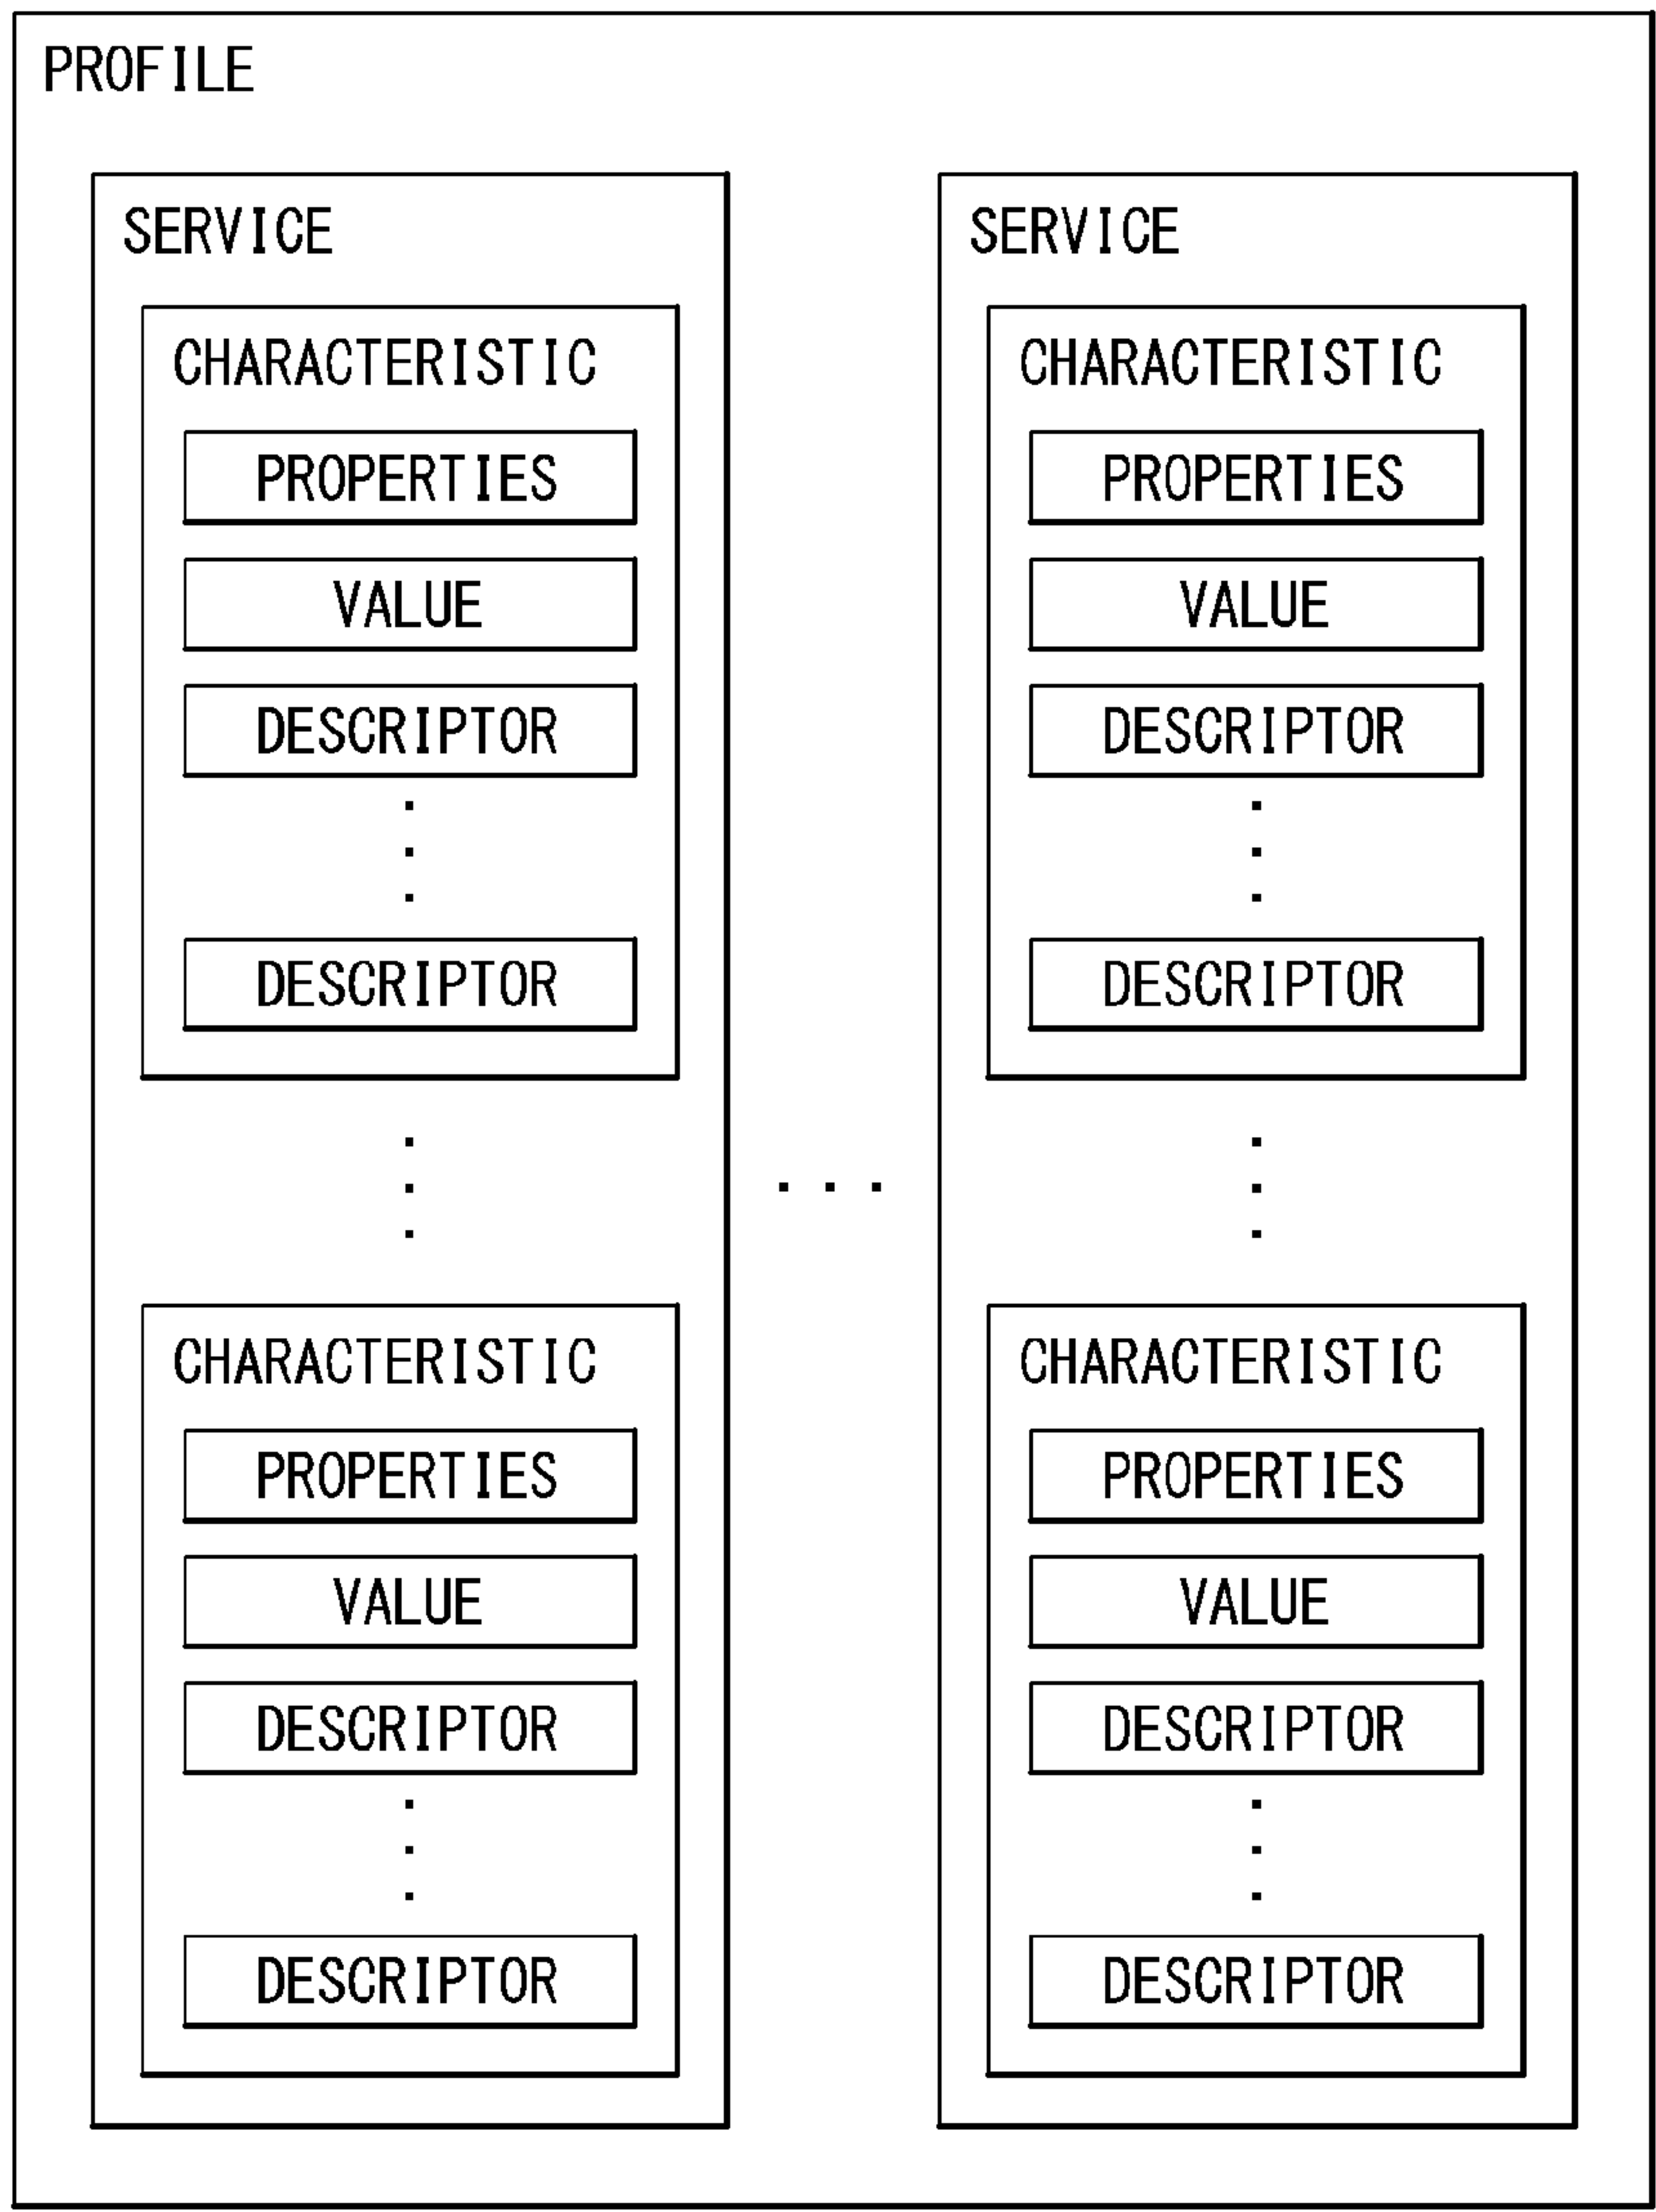 PROFILE
SERVICE
CHARACTERISTIC
PROPERTIES
VALUE
DESCRIPTOR
DESCRIPTOR
CHARACTERISTIC
PROPERTIES
VALUE
DESCRIPTOR
DESCRIPTOR
SERVICE
CHARACTERISTIC
PROPERTIES
VALUE
DESCRIPTOR
DESCRIPTOR
CHARACTERISTIC
PROPERTIES
VALUE
DESCRIPTOR
DESCRIPTOR